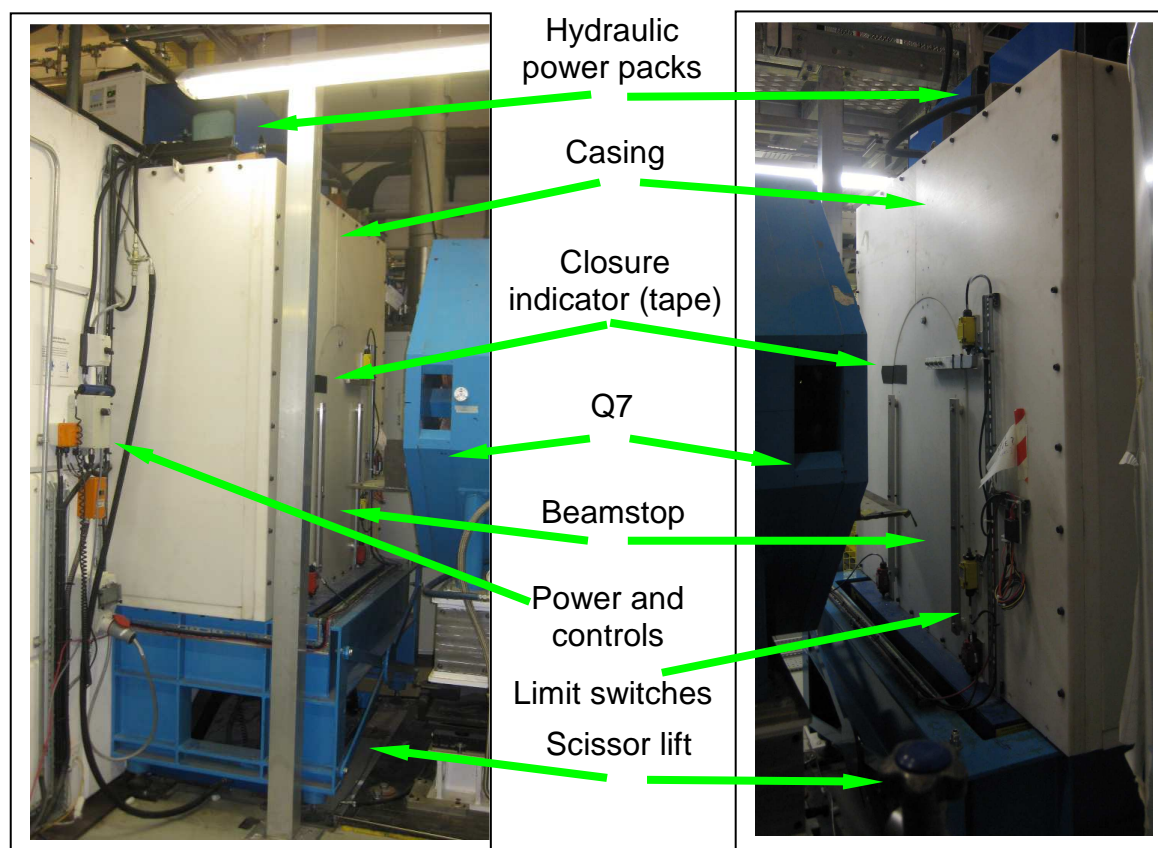 Hydraulic
power packs
Casing
Closure
indicator (tape)
Q7
Beamstop
Power and
controls
Limit switches
Scissor lift